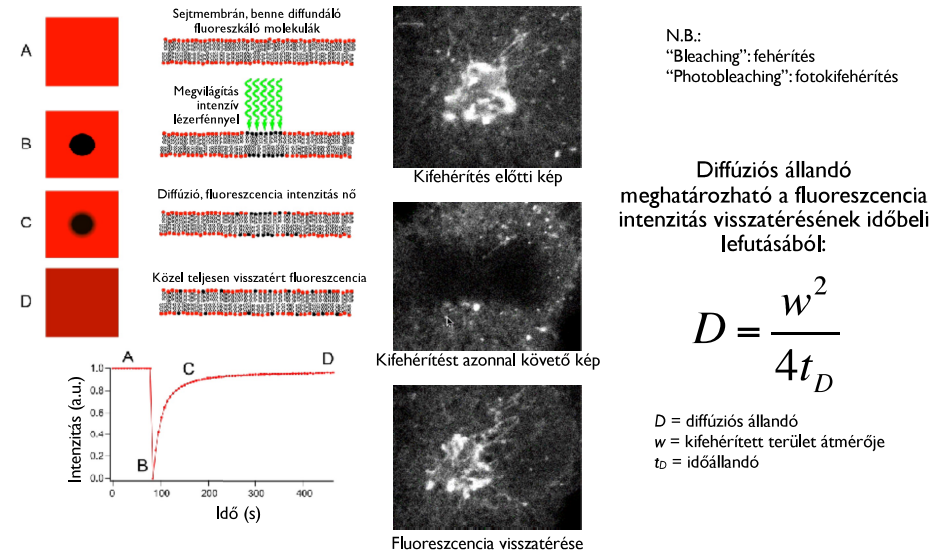 A
Sejtmembrán, benne diffundáló
fluoreszkáló molekulák
B
Megvilágítás
intenzív
lézerfénnyel
C
Diffúzió, fluoreszcencia intenzitás nő
D
Közel teljesen visszatért fluoreszcencia
A
B
C
D
Intenzitás (a.u.)
1.0
0.8
0.6
0.4
0.2
0.0
0
100
200
300
400
Idő (s)
Kifehérítés előtti kép
Kifehérítést azonnal követő kép
Fluoreszcencia visszatérése
N.B.:
“Bleaching”: fehérítés
“Photobleaching”: fotokifehérítés
Diffúziós állandó
meghatározható a fluoreszcencia
intenzitás visszatérésének időbeli
lefutásából:
D = w² / 4t_D
D = diffúziós állandó
w = kifehérített terület átmérője
t_D = időállandó